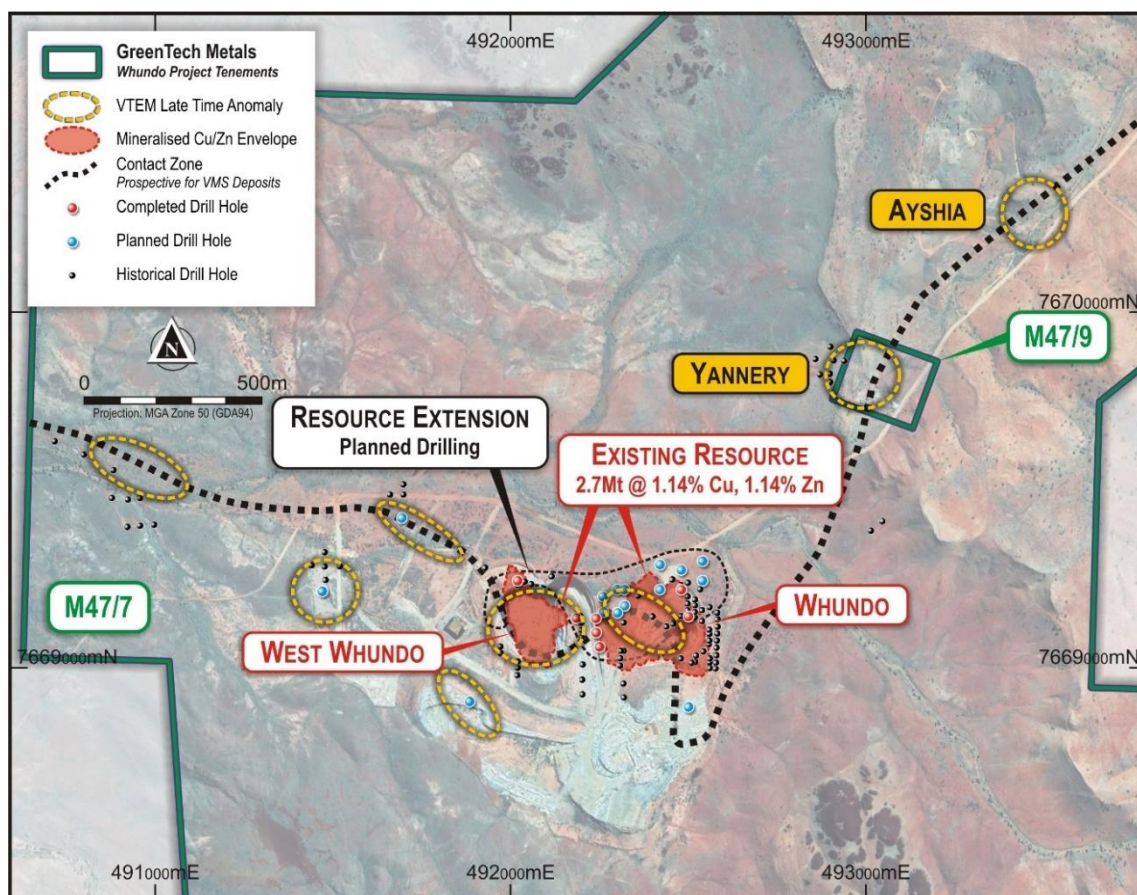 GREENTECH METALS
Whundo Project Tenements
VTEM Late Time Anomaly
Mineralised Cu/Zn Envelope
Contact Zone
Prospective for VMS Deposits
Completed Drill Hole
Planned Drill Hole
Historical Drill Hole
N
0 500m
Projection: MGA Zone 50 (GDA94)
492000mE 493000mE
AYSHIA
7670000mN
M47/9
YANNERY
RESOURCE EXTENSION
Planned Drilling
EXISTING RESOURCE
2.7Mt @ 1.14% Cu, 1.14% Zn
M47/7
WHUNDO
WEST WHUNDO
7669000mN 7669000mN
491000mE 492000mE 493000mE